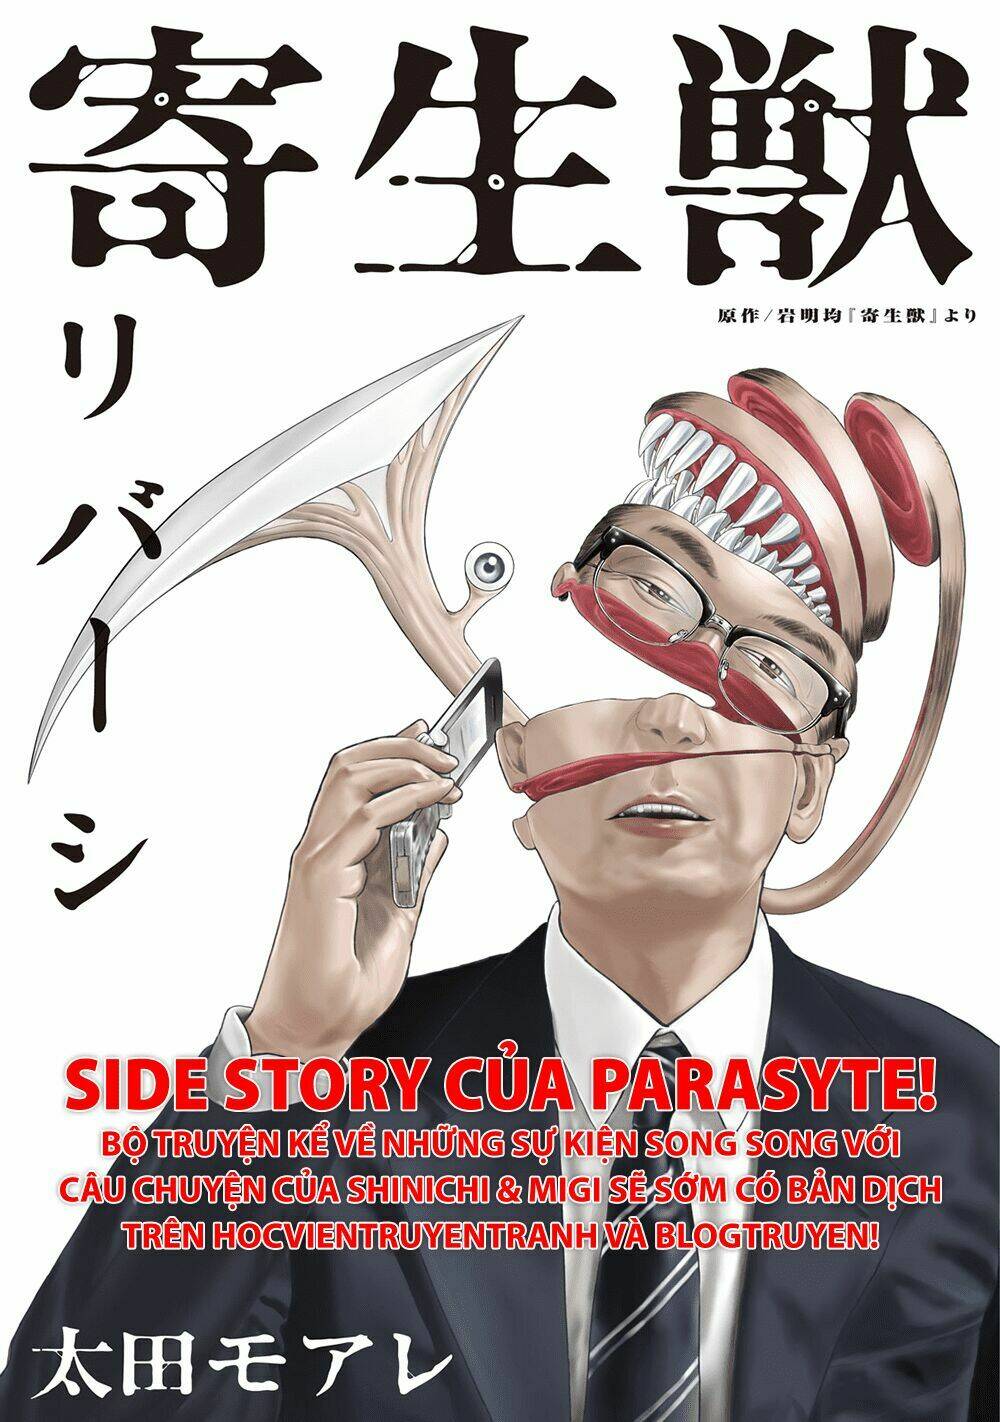 寄生獣
原作/岩明均『寄生獣』より
リバーシ
SIDE STORY CỦA PARASYTE!
BỘ TRUYỆN KỂ VỀ NHỮNG SỰ KIỆN SONG SONG VỚI
CÂU CHUYỆN CỦA SHINICHI & MIGI SẼ SỚM CÓ BẢN DỊCH
TRÊN HOCVIENTRUYENTRANH VÀ BLOGTRUYEN!
太田モアレ